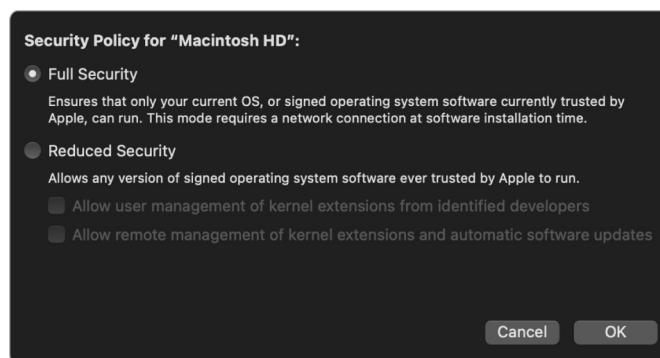 Security Policy for “Macintosh HD”:
Full Security
Ensures that only your current OS, or signed operating system software currently trusted by
Apple, can run. This mode requires a network connection at software installation time.
Reduced Security
Allows any version of signed operating system software ever trusted by Apple to run.
Allow user management of kernel extensions from identified developers
Allow remote management of kernel extensions and automatic software updates
Cancel OK